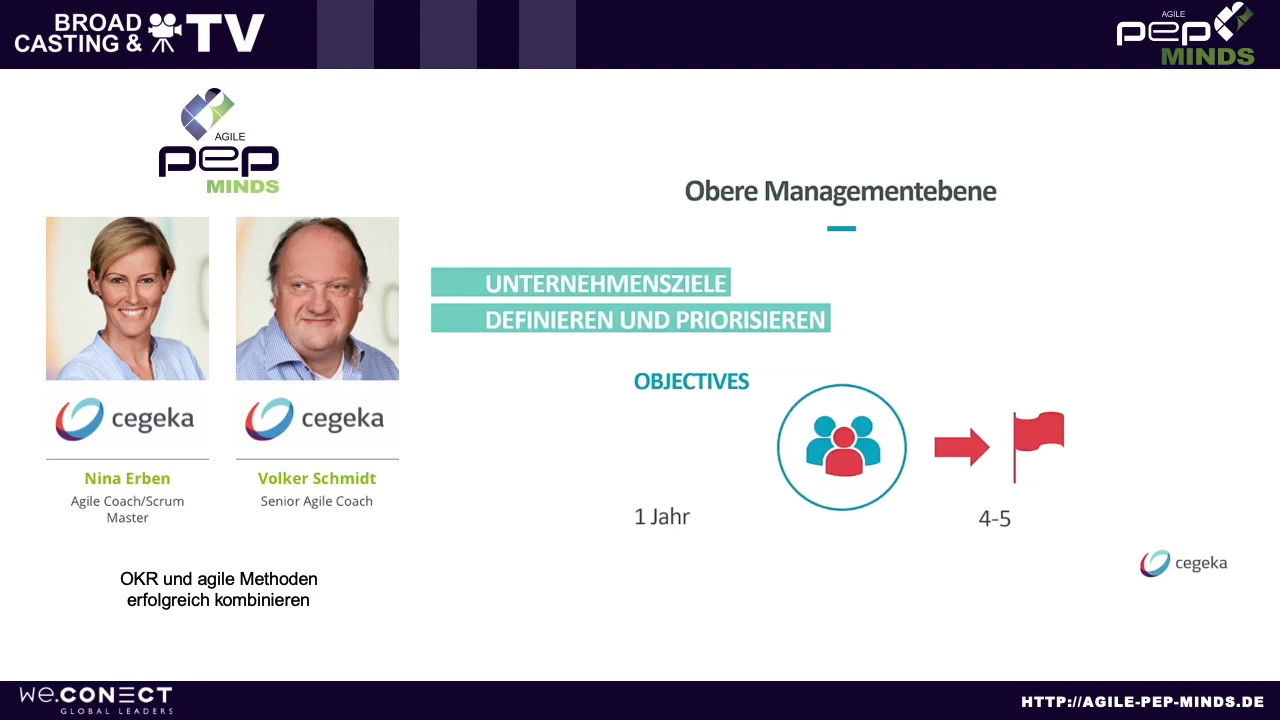 BROAD
CASTING & TV
AGILE
pep
MINDS
AGILE
pep
MINDS
cegeka
cegeka
Nina Erben
Agile Coach/Scrum
Master
Volker Schmidt
Senior Agile Coach
OKR und agile Methoden
erfolgreich kombinieren
Obere Managementebene
UNTERNEHMENSZIELE
DEFINIEREN UND PRIORISIEREN
OBJECTIVES
1 Jahr
4-5
cegeka
we.CONECT
GLOBAL LEADERS
HTTP://AGILE-PEP-MINDS.DE